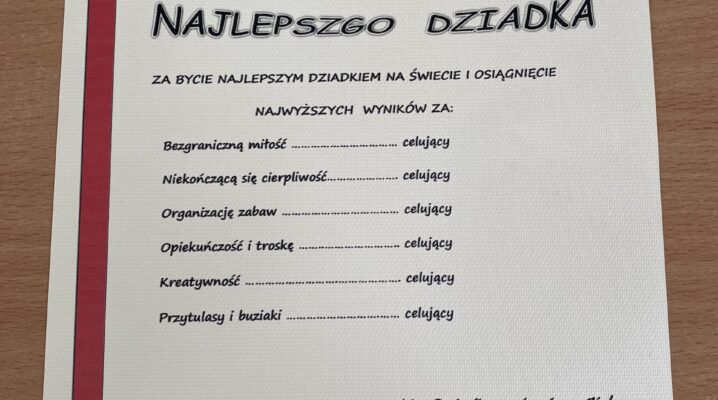 NAJLEPSZGO DZIADKA
ZA BYCIE NAJLEPSZYM DZIADKIEM NA ŚWIECIE I OSIĄGNIĘCIE
NAJWYŻSZYCH WYNIKÓW ZA:
Bezgraniczną miłość ........................................ celujący
Niekończącą się cierpliwość.......................... celujący
Organizację zabaw ............................................ celujący
Opiekuńczość i troskę...................................... celujący
Kreatywność .......................................................... celujący
Przytulasy i buziaki .......................................... celujący